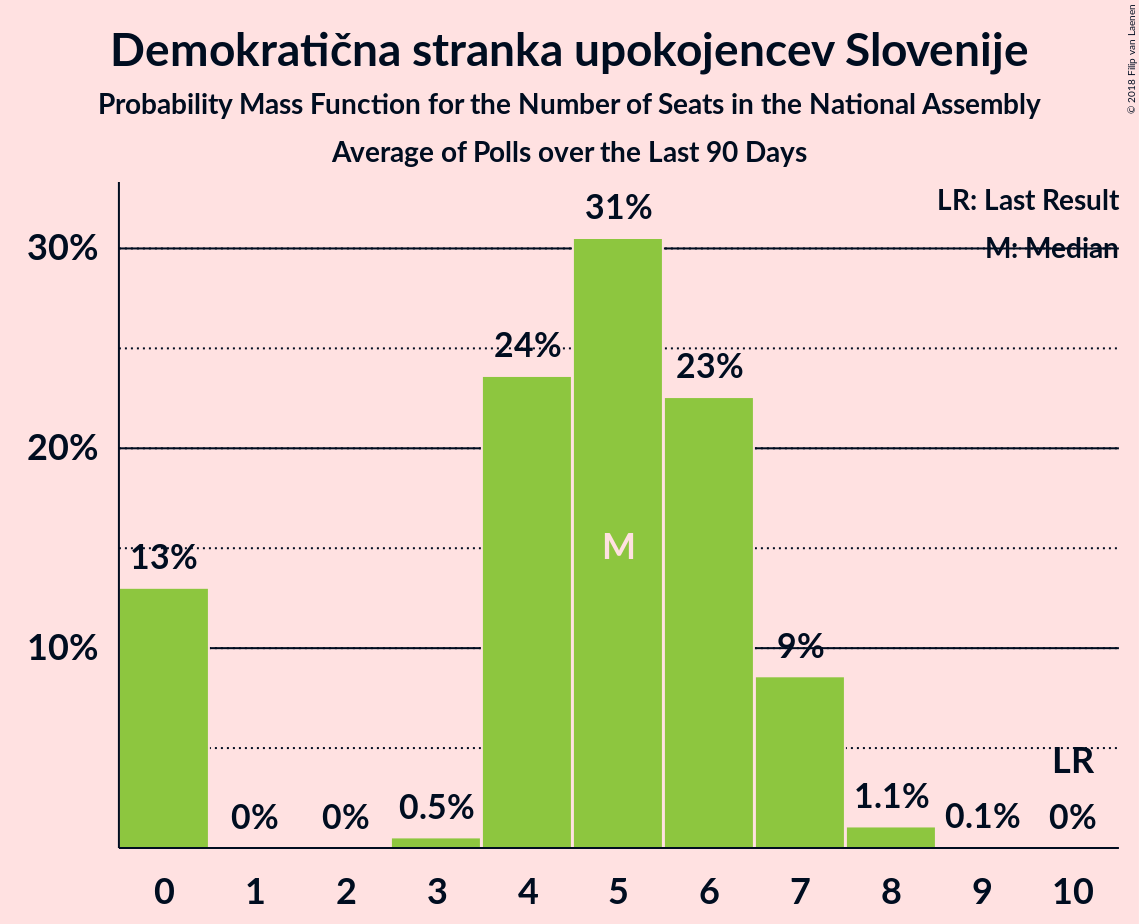 Demokratična stranka upokojencev Slovenije
Probability Mass Function for the Number of Seats in the National Assembly
Average of Polls over the Last 90 Days
© 2018 Filip van Laenen
LR: Last Result
M: Median
30%
20%
10%
13%
0%
0%
0.5%
24%
31%
23%
9%
1.1%
0.1%
0%
M
LR
0 1 2 3 4 5 6 7 8 9 10